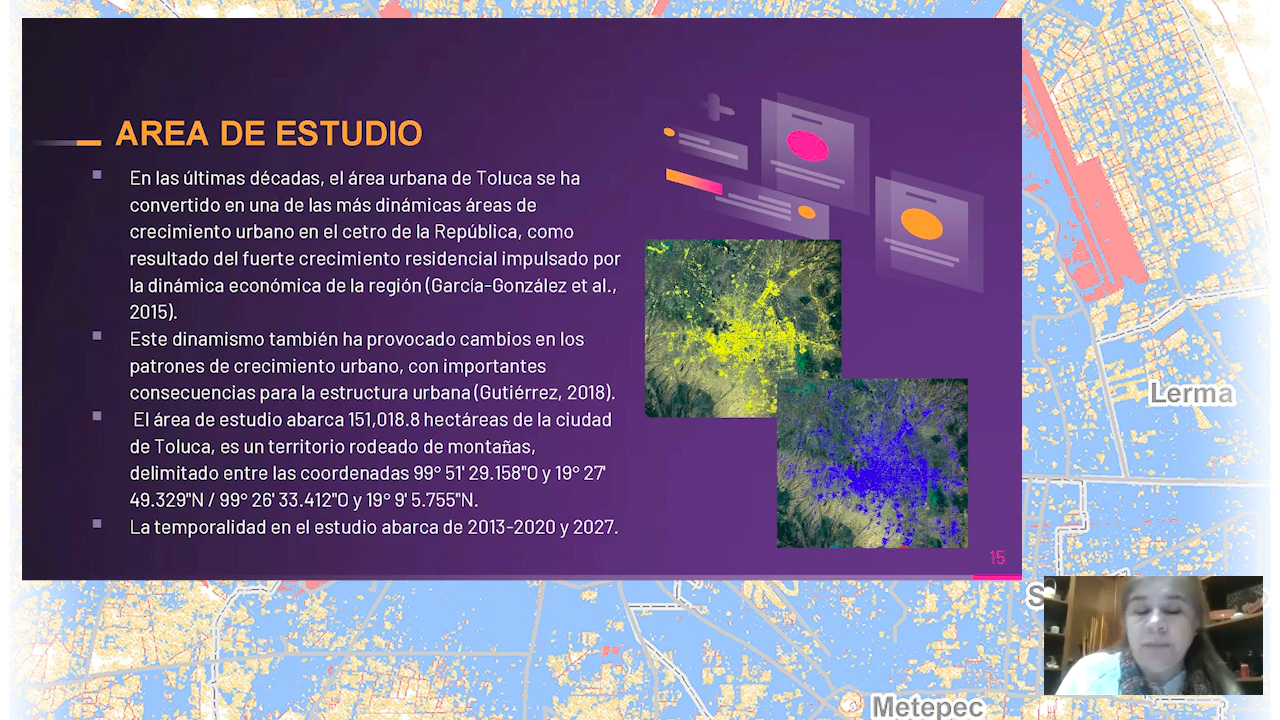 AREA DE ESTUDIO
En las últimas décadas, el área urbana de Toluca se ha
convertido en una de las más dinámicas áreas de
crecimiento urbano en el cetro de la República, como
resultado del fuerte crecimiento residencial impulsado por
la dinámica económica de la región (García-González et al.,
2015).
Este dinamismo también ha provocado cambios en los
patrones de crecimiento urbano, con importantes
consecuencias para la estructura urbana (Gutiérrez, 2018).
El área de estudio abarca 151,018.8 hectáreas de la ciudad
de Toluca, es un territorio rodeado de montañas,
delimitado entre las coordenadas 99° 51' 29.158"O y 19° 27'
49.329"N / 99° 26' 33.412"O y 19° 9' 5.755"N.
La temporalidad en el estudio abarca de 2013-2020 y 2027.
15
Lerma
Metepec